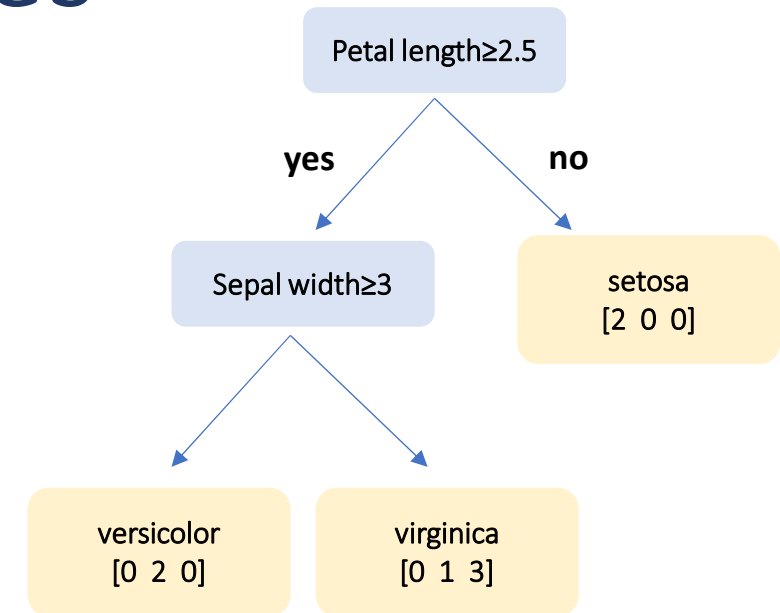 Petal length≥2.5
yes
no
Sepal width≥3
setosa
[2 0 0]
versicolor
[0 2 0]
virginica
[0 1 3]